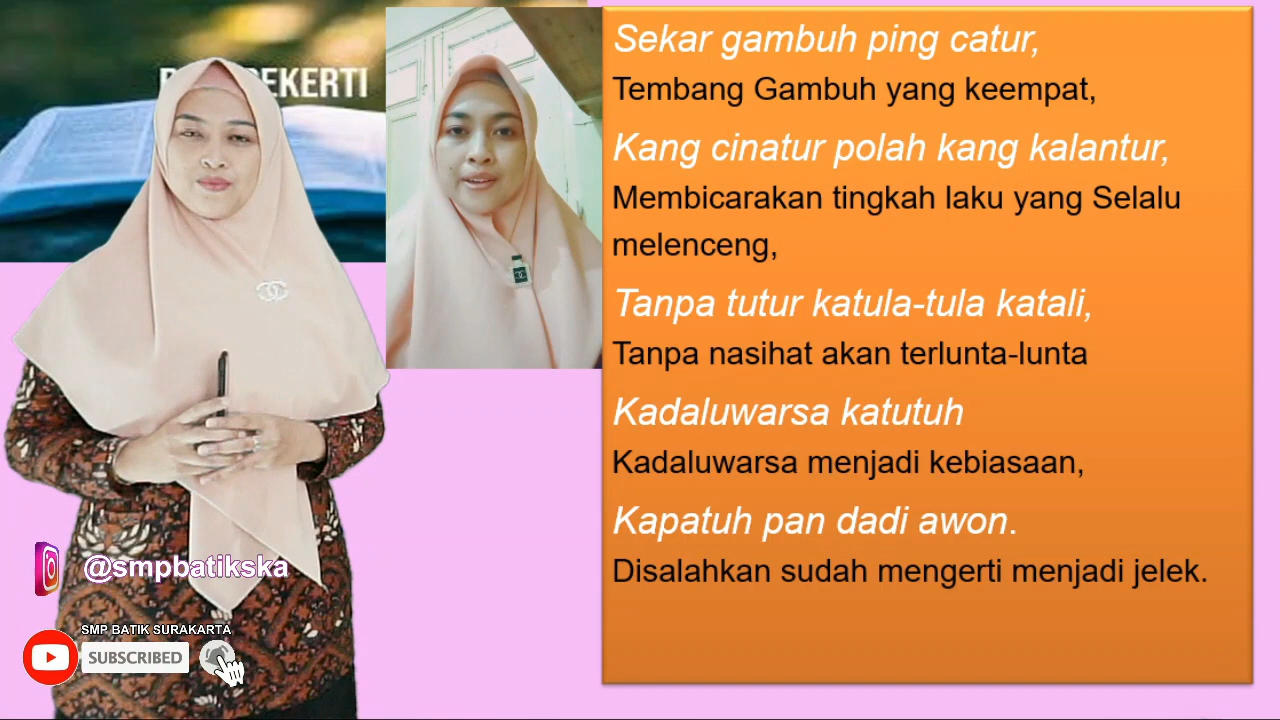 EKERTI
Sekar gambuh ping catur,
Tembang Gambuh yang keempat,
Kang cinatur polah kang kalantur,
Membicarakan tingkah laku yang Selalu
melenceng,
Tanpa tutur katula-tula katali,
Tanpa nasihat akan terlunta-lunta
Kadaluwarsa katutuh
Kadaluwarsa menjadi kebiasaan,
Kapatuh pan dadi awon.
Disalahkan sudah mengerti menjadi jelek.
@smpbatikska
SMP BATIK SURAKARTA
SUBSCRIBED